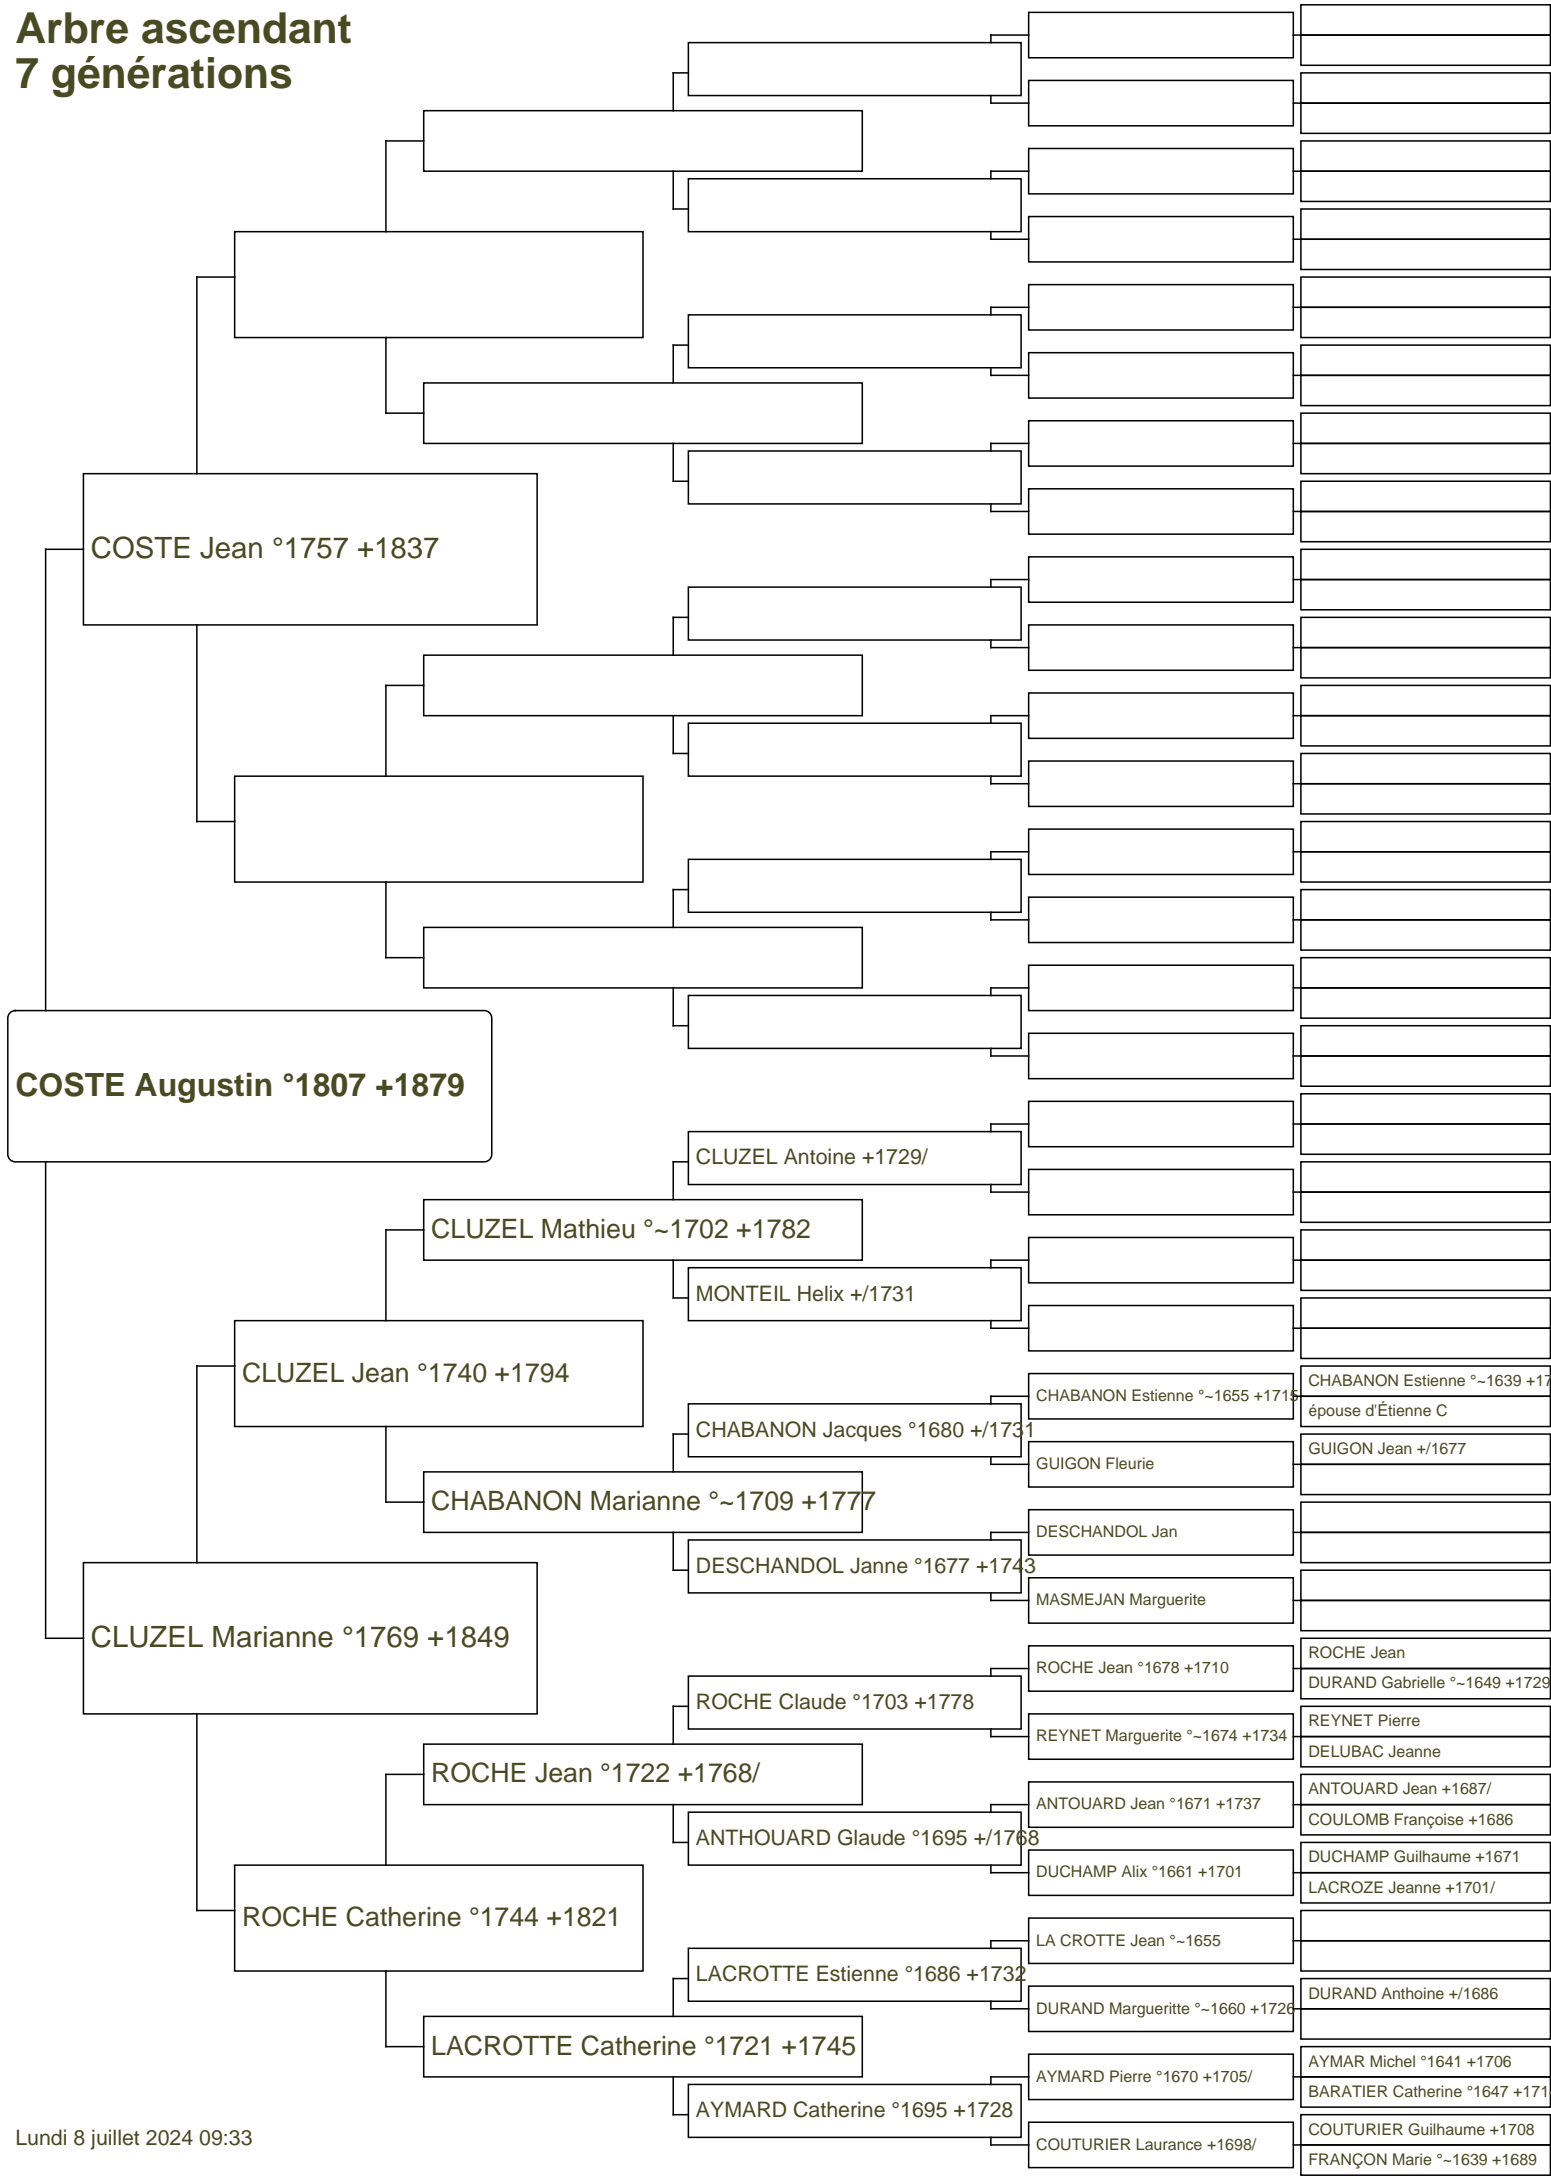 Arbre ascendant
7 générations
COSTE Jean °1757 +1837
COSTE Augustin °1807 +1879
CLUZEL Antoine +1729/
CLUZEL Mathieu °~1702 +1782
MONTEIL Helix +/1731
CLUZEL Jean °1740 +1794
CHABANON Estienne °~1639 +17
CHABANON Estienne °~1655 +1715
épouse d'Étienne C
CHABANON Jacques °1680 +/1731
GUIGON Jean +/1677
GUIGON Fleurie
CHABANON Marianne °~1709 +1777
DESCHANDOL Jan
DESCHANDOL Janne °1677 +1743
MASMEJAN Marguerite
CLUZEL Marianne °1769 +1849
ROCHE Jean
ROCHE Jean °1678 +1710
DURAND Gabrielle °~1649 +1729
ROCHE Claude °1703 +1778
REYNET Pierre
REYNET Marguerite °~1674 +1734
DELUBAC Jeanne
ROCHE Jean °1722 +1768/
ANTOUARD Jean +1687/
ANTOUARD Jean °1671 +1737
COULOMB Françoise +1686
ANTHOUARD Glaude °1695 +/1768
DUCHAMP Guilhaume +1671
DUCHAMP Alix °1661 +1701
LACROZE Jeanne +1701/
ROCHE Catherine °1744 +1821
LA CROTTE Jean °~1655
LACROTTE Estienne °1686 +1732
DURAND Anthoine +/1686
DURAND Margueritte °~1660 +1726
LACROTTE Catherine °1721 +1745
AYMAR Michel °1641 +1706
AYMARD Pierre °1670 +1705/
BARATIER Catherine °1647 +171
AYMARD Catherine °1695 +1728
COUTURIER Guilhaume +1708
COUTURIER Laurance +1698/
FRANÇON Marie °~1639 +1689
Lundi 8 juillet 2024 09:33